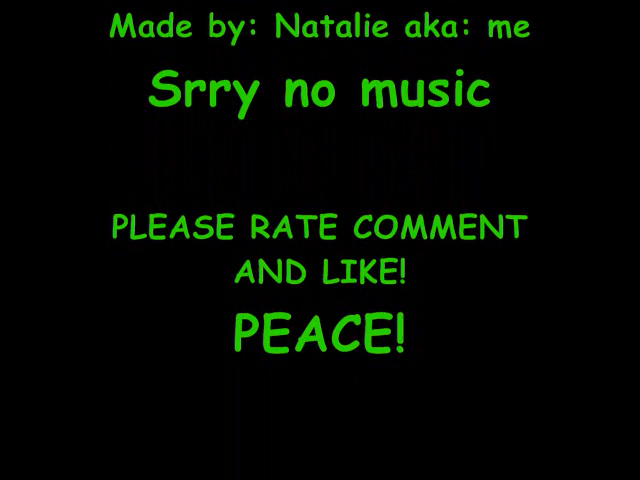 Made by: Natalie aka: me
Srry no music
PLEASE RATE COMMENT
AND LIKE!
PEACE!